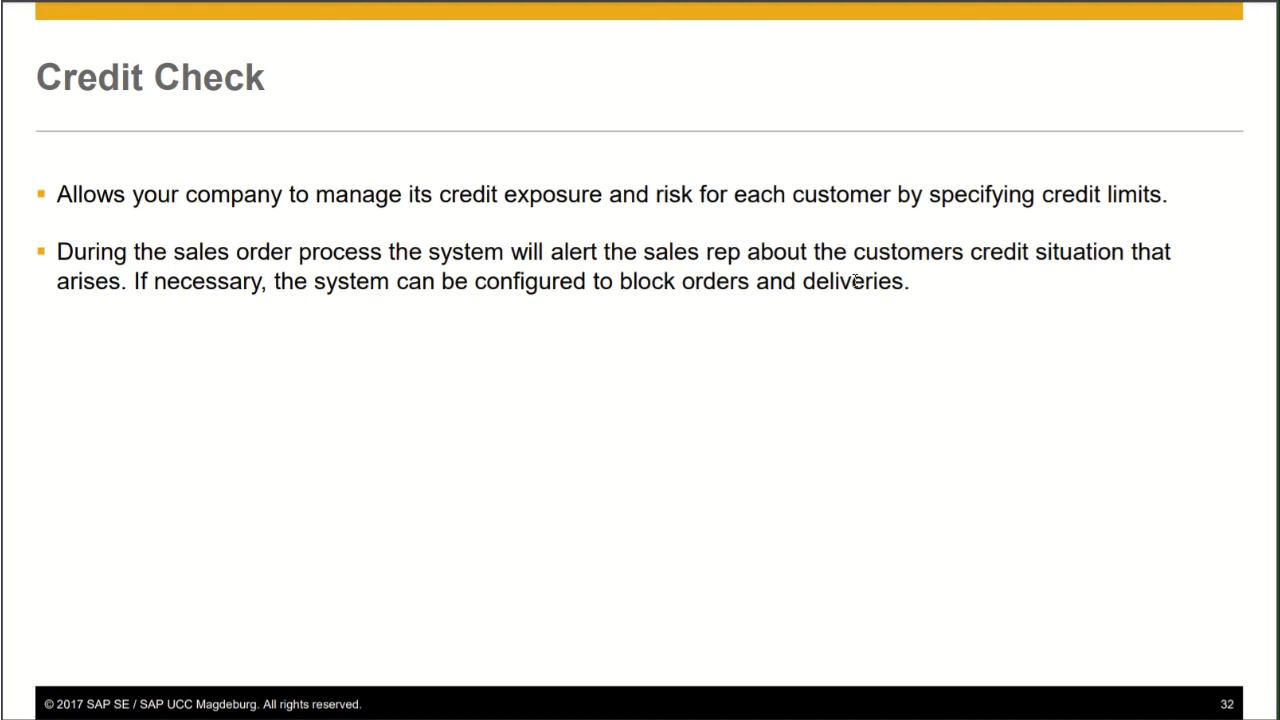 Credit Check
Allows your company to manage its credit exposure and risk for each customer by specifying credit limits.
During the sales order process the system will alert the sales rep about the customers credit situation that
arises. If necessary, the system can be configured to block orders and deliveries.
© 2017 SAP SE / SAP UCC Magdeburg. All rights reserved.
32